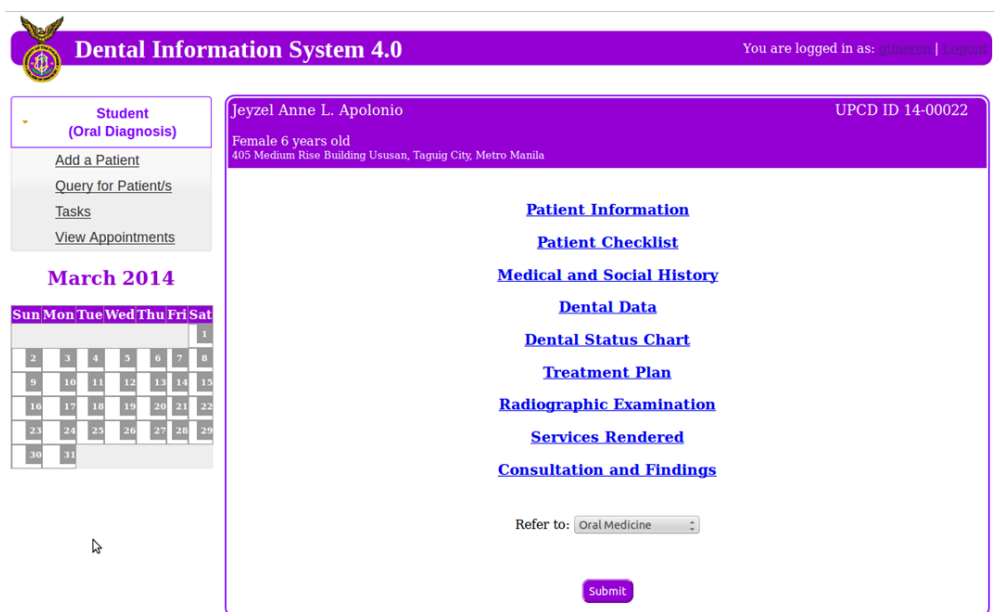 Dental Information System 4.0
You are logged in as: gtmaren | Logout
Student
(Oral Diagnosis)
Add a Patient
Query for Patient/s
Tasks
View Appointments
March 2014
Sun Mon Tue Wed Thu Fri Sat
1
2 3 4 5 6 7 8
9 10 11 12 13 14 15
16 17 18 19 20 21 22
23 24 25 26 27 28 29
30 31
Jeyzel Anne L. Apolonio UPCD ID 14-00022
Female 6 years old
405 Medium Rise Building Ususan, Taguig City, Metro Manila
Patient Information
Patient Checklist
Medical and Social History
Dental Data
Dental Status Chart
Treatment Plan
Radiographic Examination
Services Rendered
Consultation and Findings
Refer to: Oral Medicine
Submit